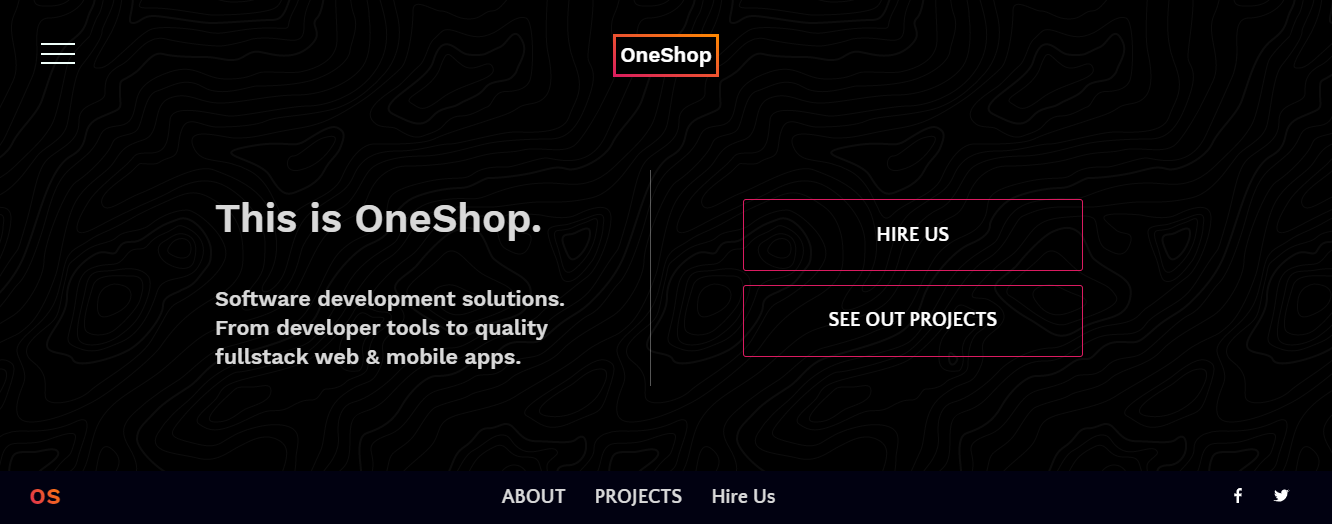 OneShop
This is OneShop.
Software development solutions.
From developer tools to quality
fullstack web & mobile apps.
HIRE US
SEE OUT PROJECTS
OS
ABOUT PROJECTS Hire Us